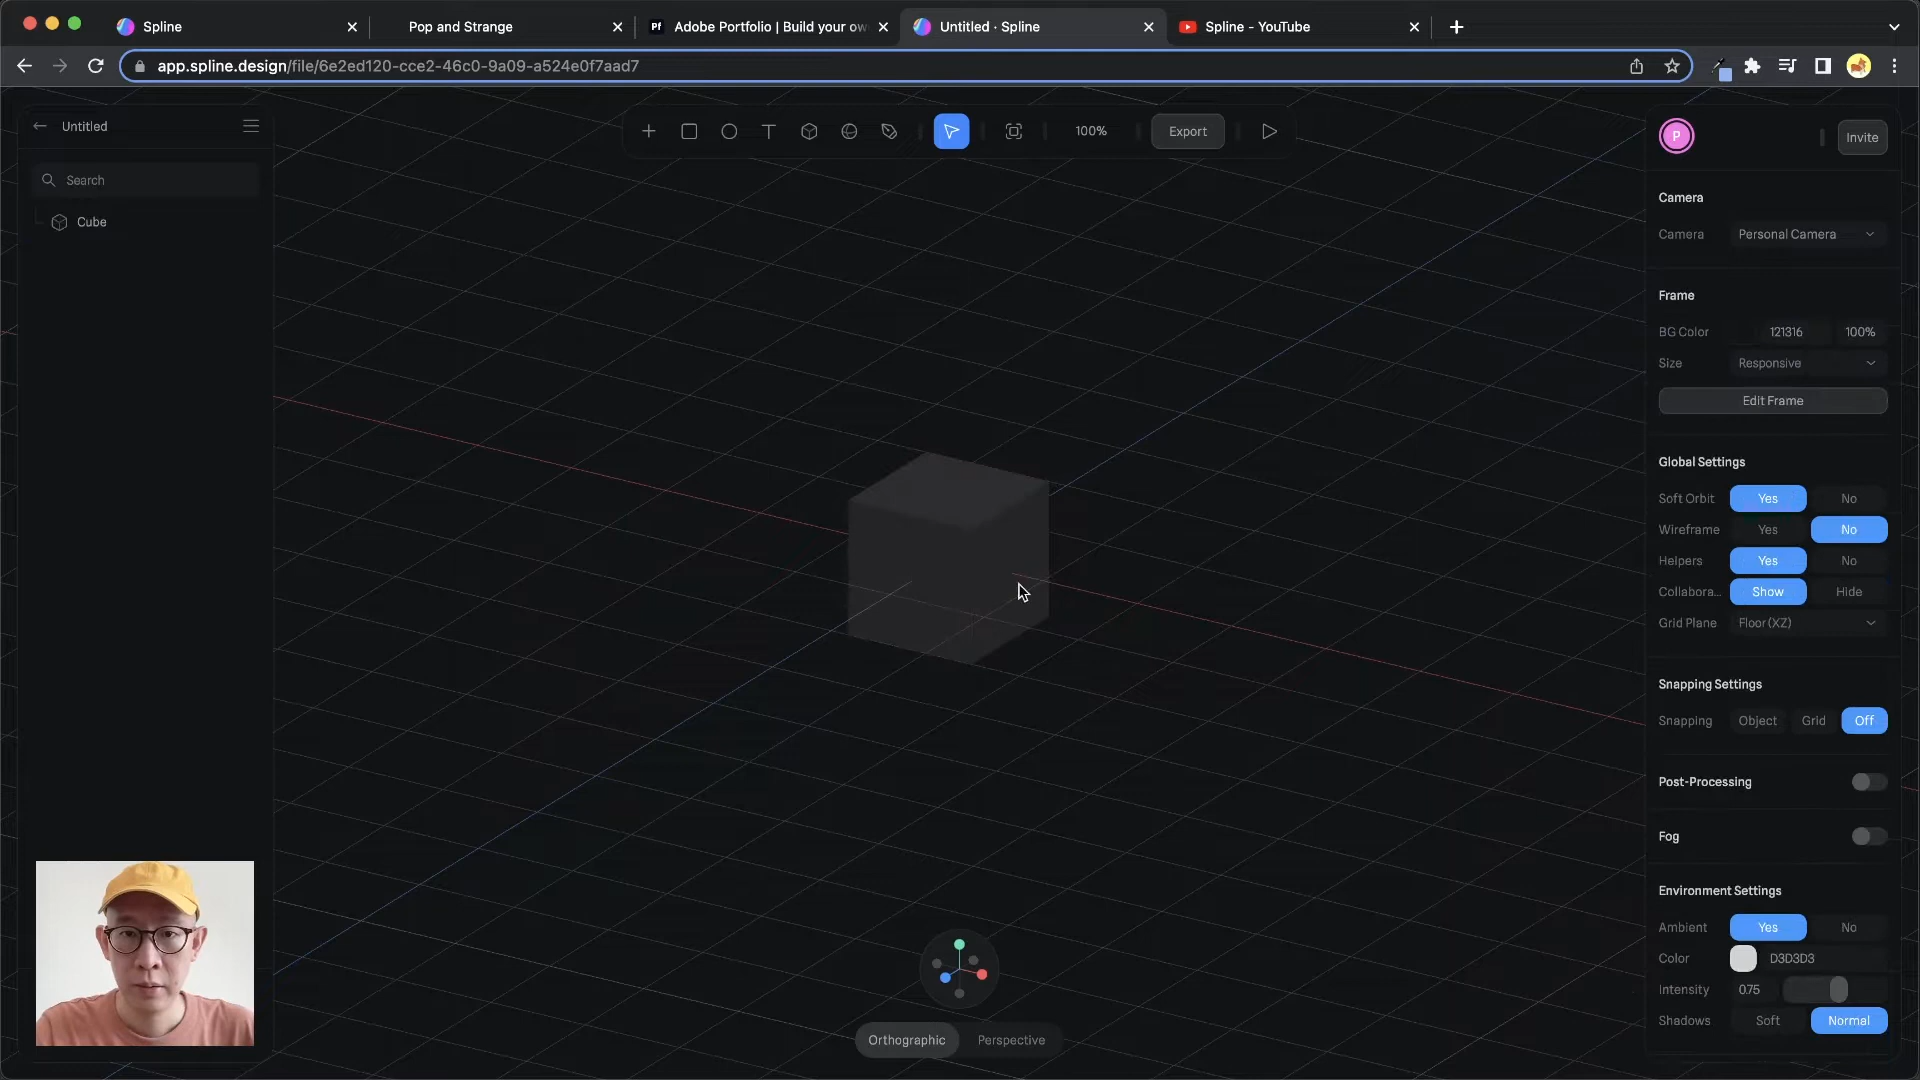 Spline
Pop and Strange
Pf Adobe Portfolio | Build your ow
Untitled · Spline
Spline - YouTube
app.spline.design/file/6e2ed120-cce2-46c0-9a09-a524e0f7aad7
Untitled
Search
Cube
T
100%
Export
P
Invite
Camera
Camera Personal Camera
Frame
BG Color 121316 100%
Size Responsive
Edit Frame
Global Settings
Soft Orbit Yes No
Wireframe Yes No
Helpers Yes No
Collabora... Show Hide
Grid Plane Floor (XZ)
Snapping Settings
Snapping Object Grid Off
Post-Processing
Fog
Environment Settings
Ambient Yes No
Color D3D3D3
Intensity 0.75
Shadows Soft Normal
Orthographic Perspective